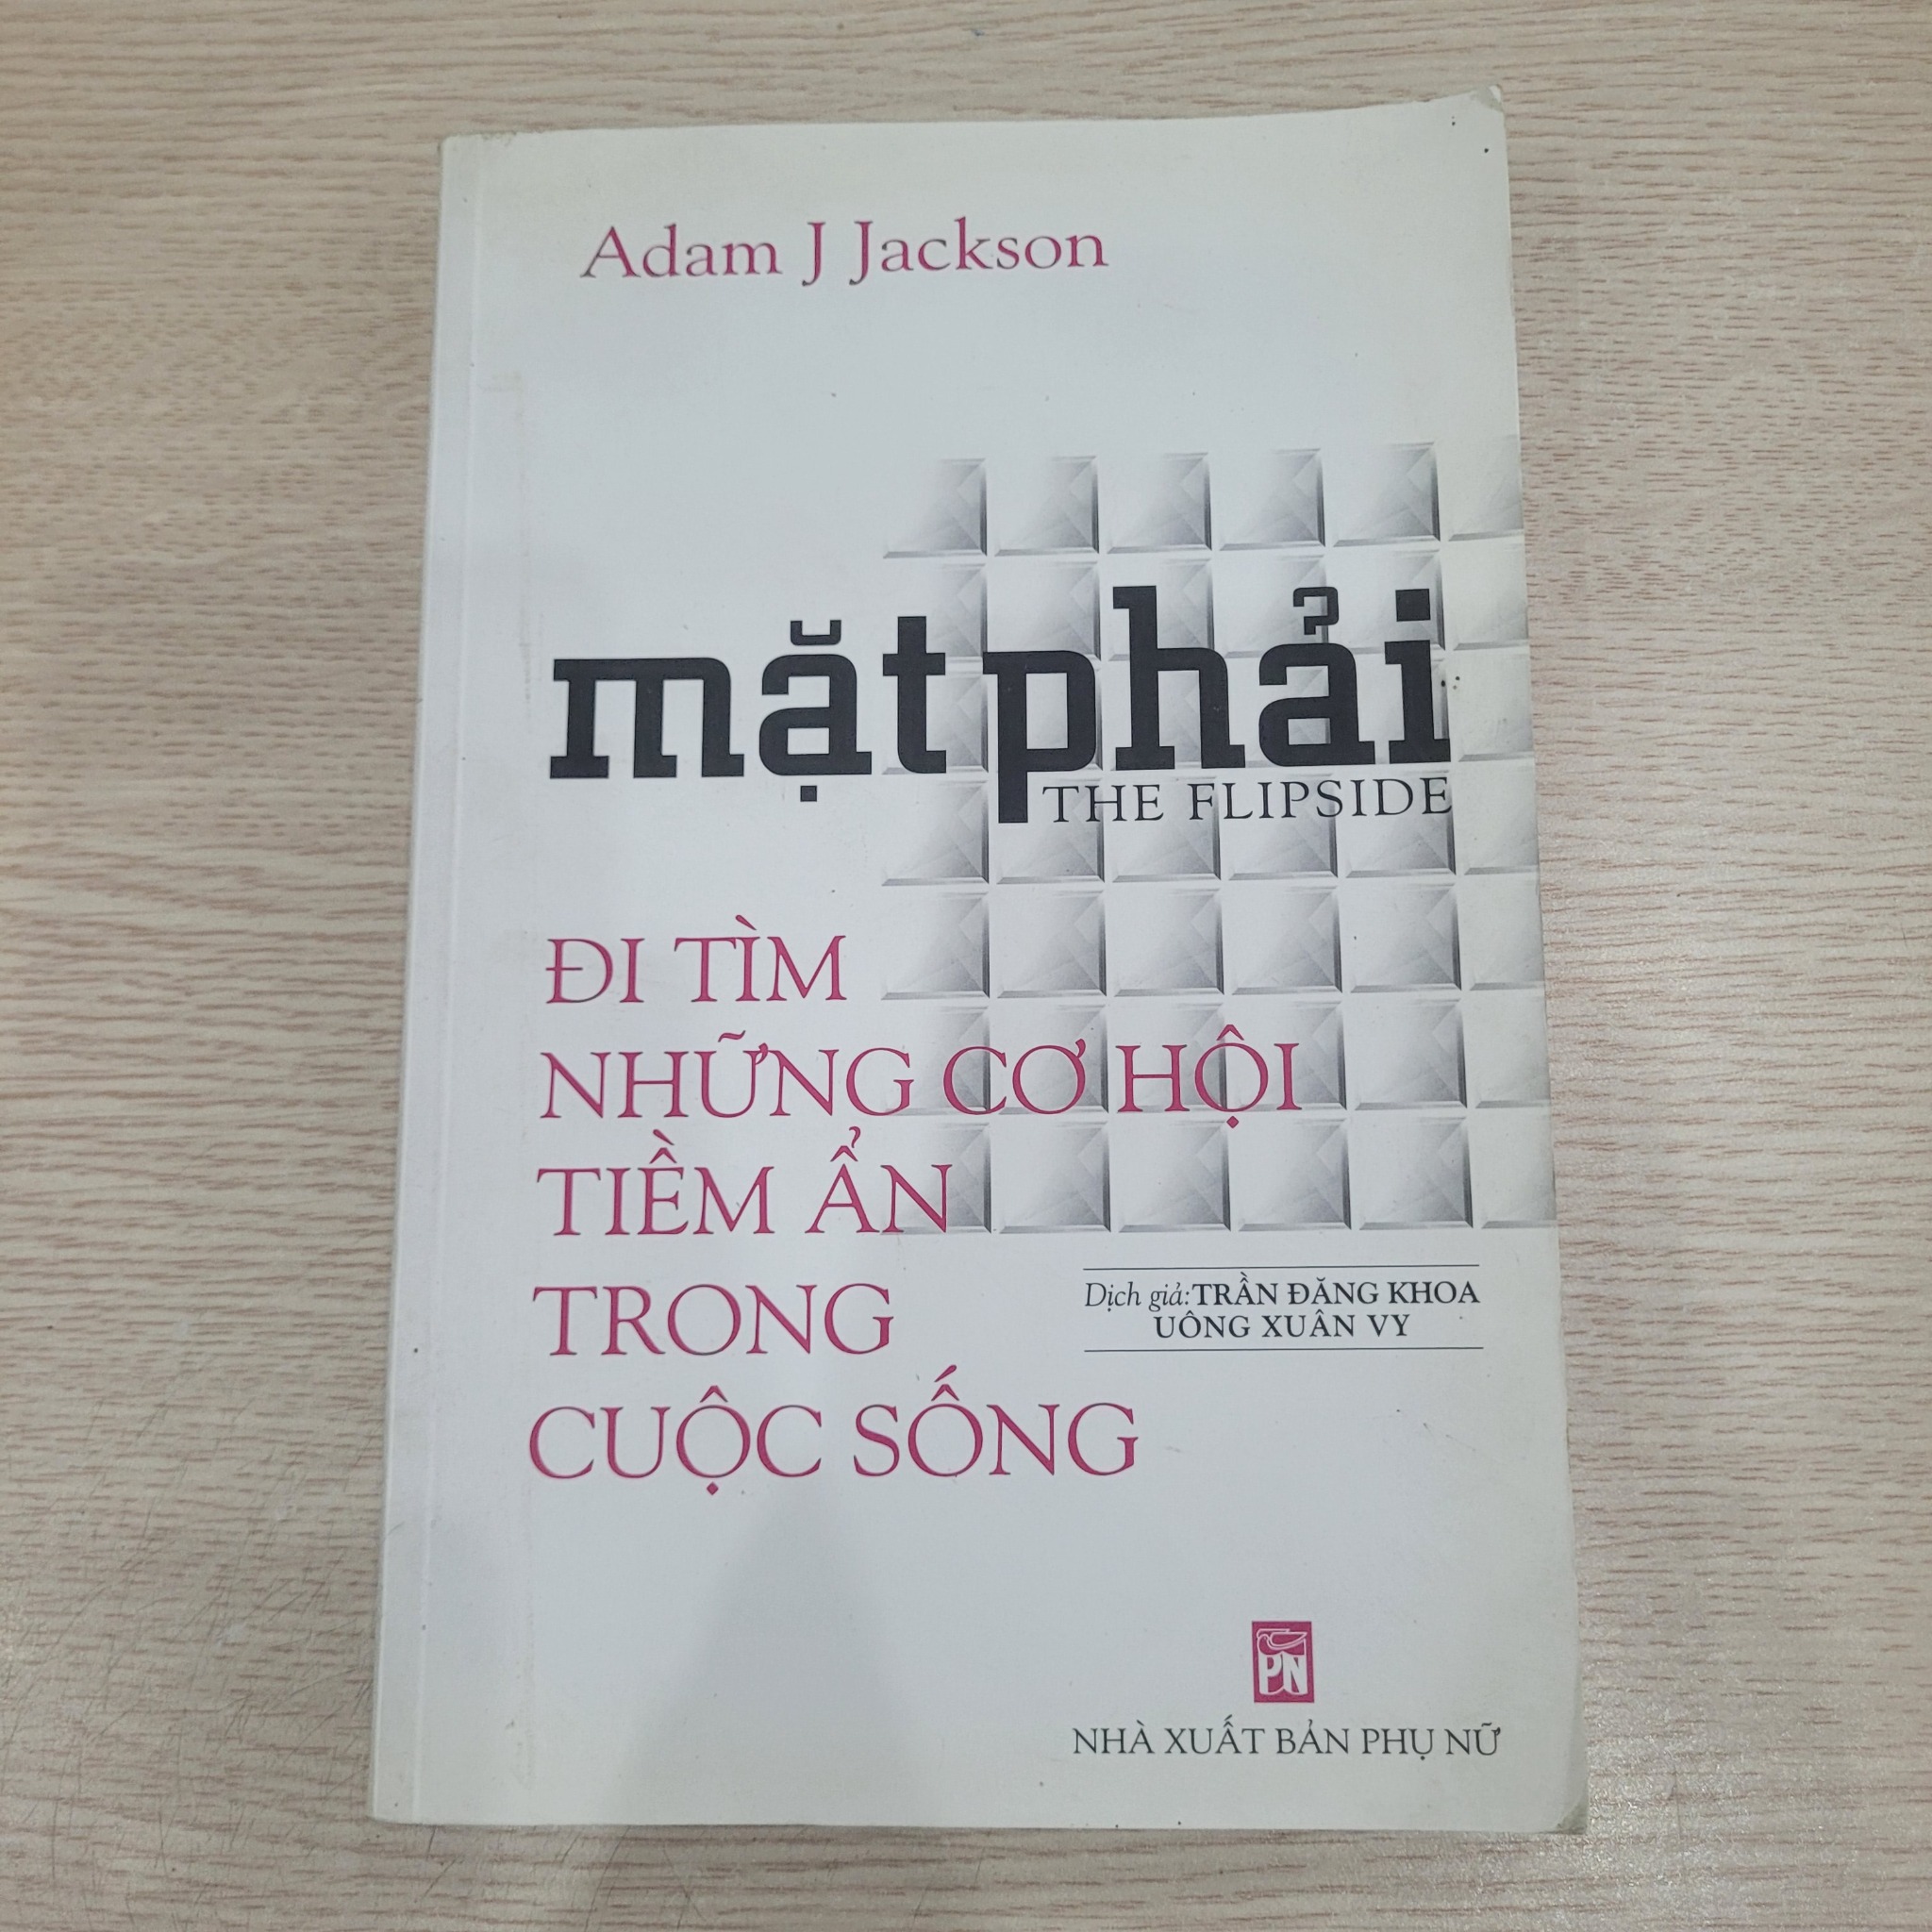 Adam J Jackson
mặt phải
THE FLIPSIDE
ĐI TÌM
NHỮNG CƠ HỘI
TIỀM ẨN
TRONG
Dịch giả: TRẦN ĐĂNG KHOA
UÔNG XUÂN VY
CUỘC SỐNG
PN
NHÀ XUẤT BẢN PHỤ NỮ